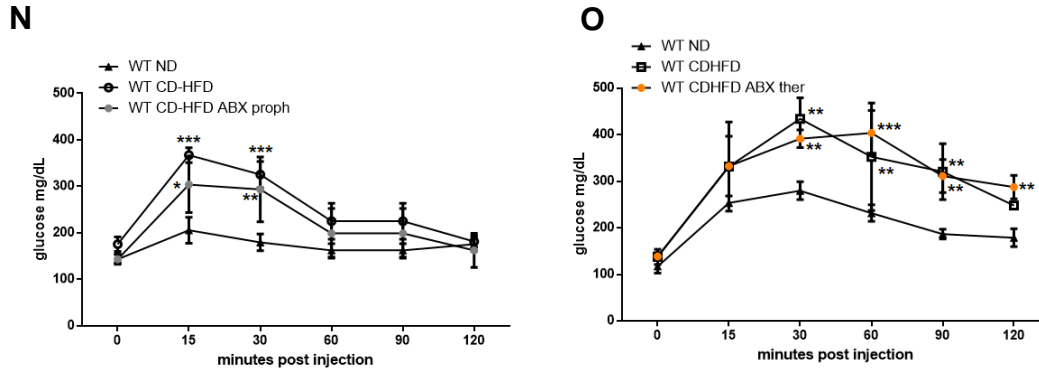 N
WT ND
WT CD-HFD
WT CD-HFD ABX proph
500
400
300
200
100
0
glucose mg/dL
***
***
*
**
0 15 30 60 90 120
minutes post injection
O
WT ND
WT CDHFD
WT CDHFD ABX ther
500
400
300
200
100
0
glucose mg/dL
**
**
***
**
**
**
**
0 15 30 60 90 120
minutes post injection